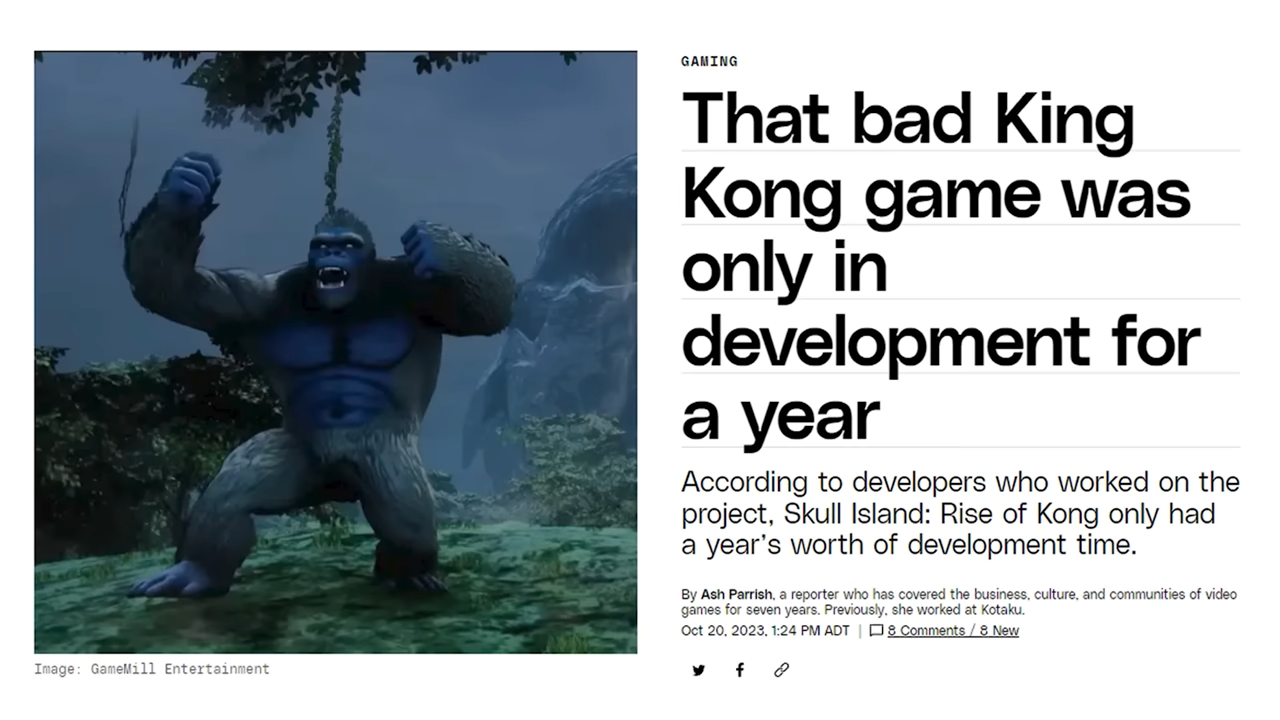 GAMING
That bad King
Kong game was
only in
development for
a year
According to developers who worked on the
project, Skull Island: Rise of Kong only had
a year’s worth of development time.
By Ash Parrish, a reporter who has covered the business, culture, and communities of video
games for seven years. Previously, she worked at Kotaku.
Oct 20, 2023, 1:24 PM ADT | 8 Comments / 8 New
Image: GameMill Entertainment